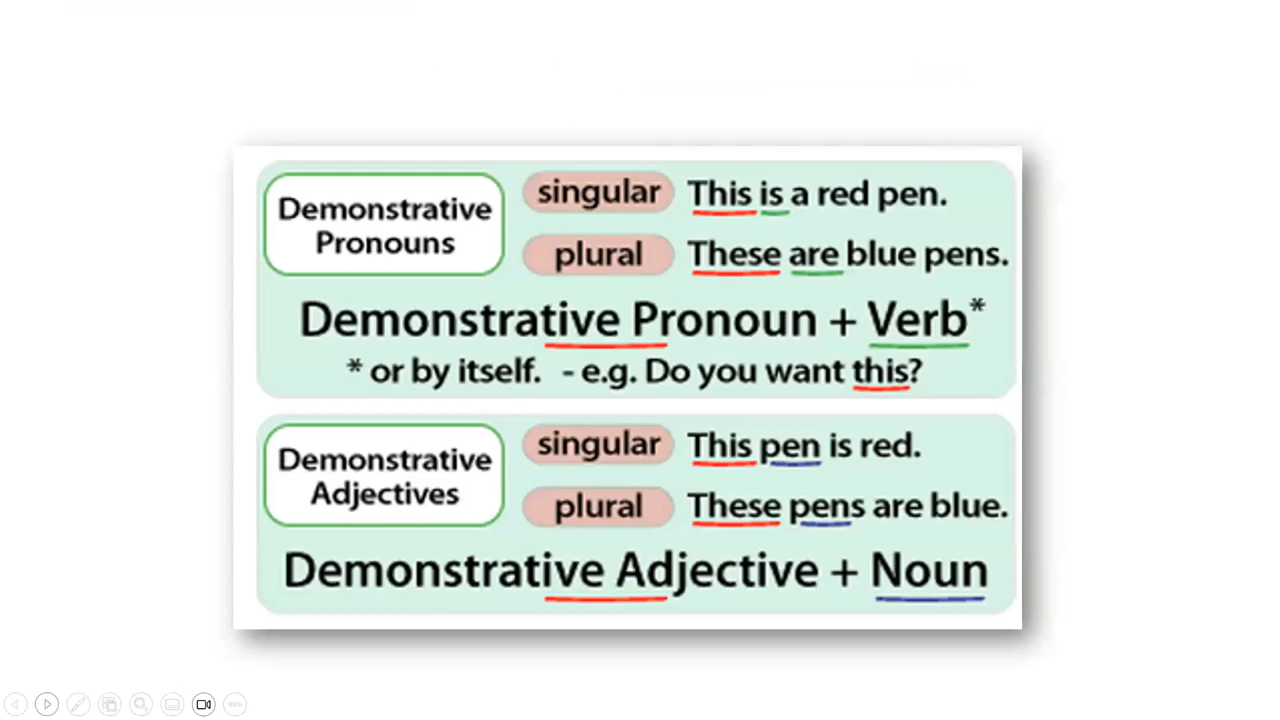 Demonstrative
Pronouns
singular This is a red pen.
plural These are blue pens.
Demonstrative Pronoun + Verb*
* or by itself. - e.g. Do you want this?
Demonstrative
Adjectives
singular This pen is red.
plural These pens are blue.
Demonstrative Adjective + Noun